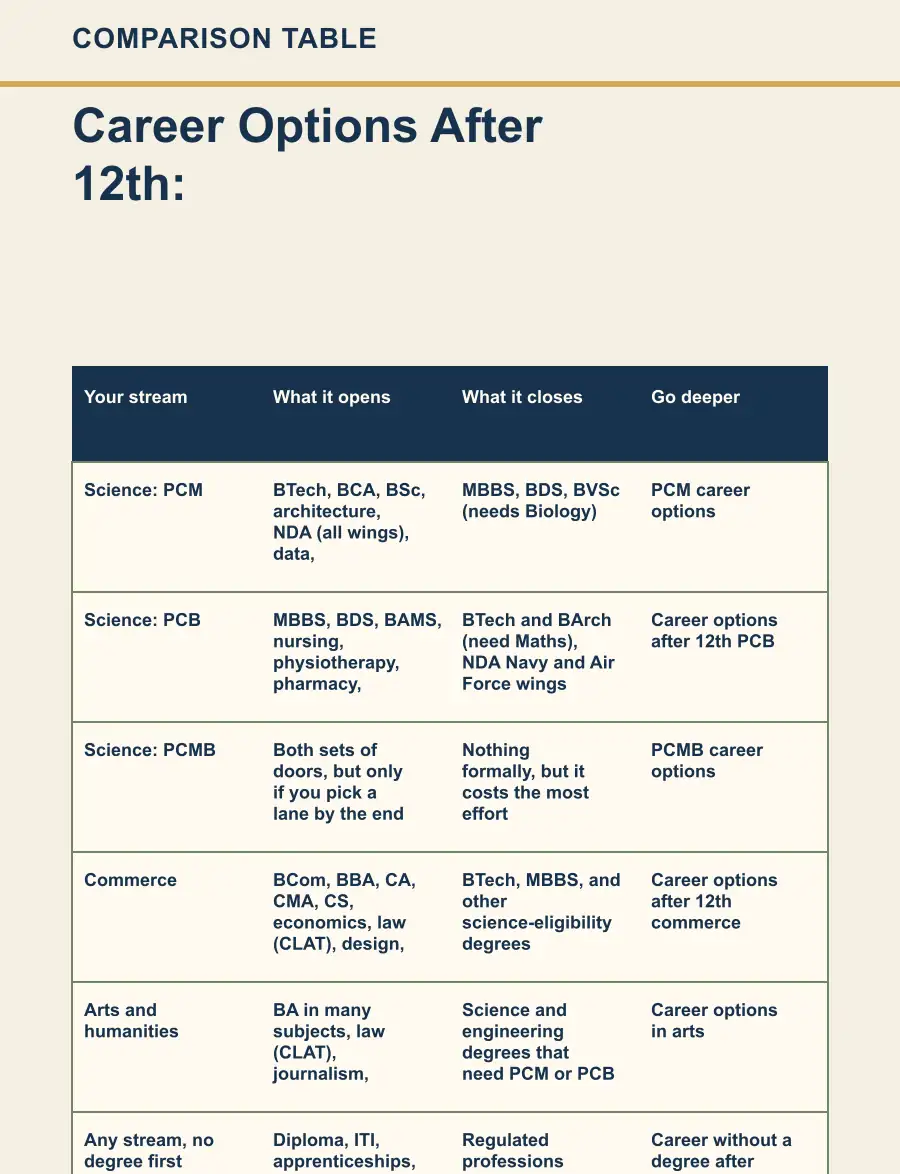 COMPARISON TABLE
Career Options After
12th:
Your stream
What it opens
What it closes
Go deeper
Science: PCM
BTech, BCA, BSc,
architecture,
NDA (all wings),
data,
MBBS, BDS, BVSc
(needs Biology)
PCM career
options
Science: PCB
MBBS, BDS, BAMS,
nursing,
physiotherapy,
pharmacy,
BTech and BArch
(need Maths),
NDA Navy and Air
Force wings
Career options
after 12th PCB
Science: PCMB
Both sets of
doors, but only
if you pick a
lane by the end
Nothing
formally, but it
costs the most
effort
PCMB career
options
Commerce
BCom, BBA, CA,
CMA, CS,
economics, law
(CLAT), design,
BTech, MBBS, and
other
science-eligibility
degrees
Career options
after 12th
commerce
Arts and
humanities
BA in many
subjects, law
(CLAT),
journalism,
Science and
engineering
degrees that
need PCM or PCB
Career options
in arts
Any stream, no
degree first
Diploma, ITI,
apprenticeships,
Regulated
professions
Career without a
degree after